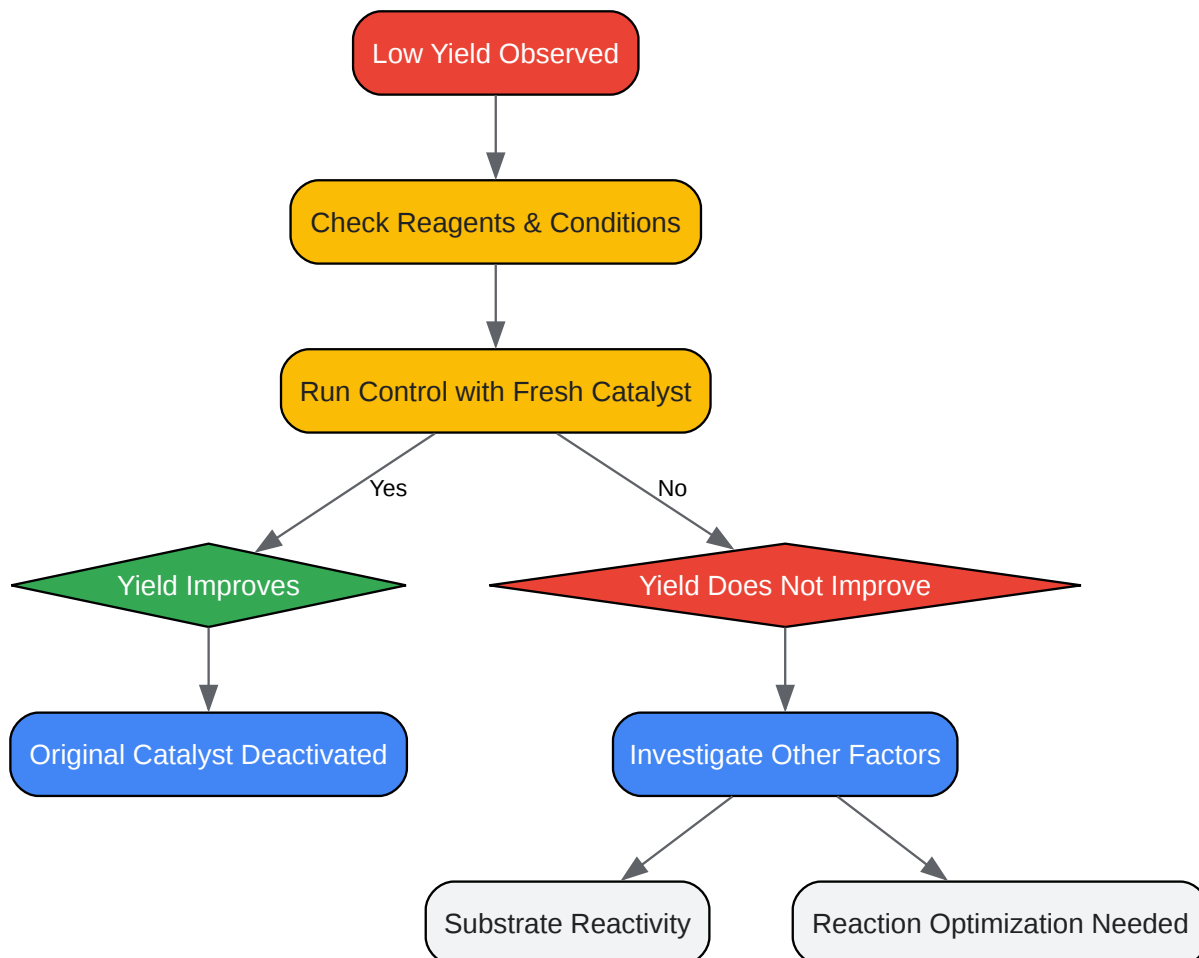 Low Yield Observed
Check Reagents & Conditions
Run Control with Fresh Catalyst
Yes
No
Yield Improves
Yield Does Not Improve
Original Catalyst Deactivated
Investigate Other Factors
Substrate Reactivity
Reaction Optimization Needed